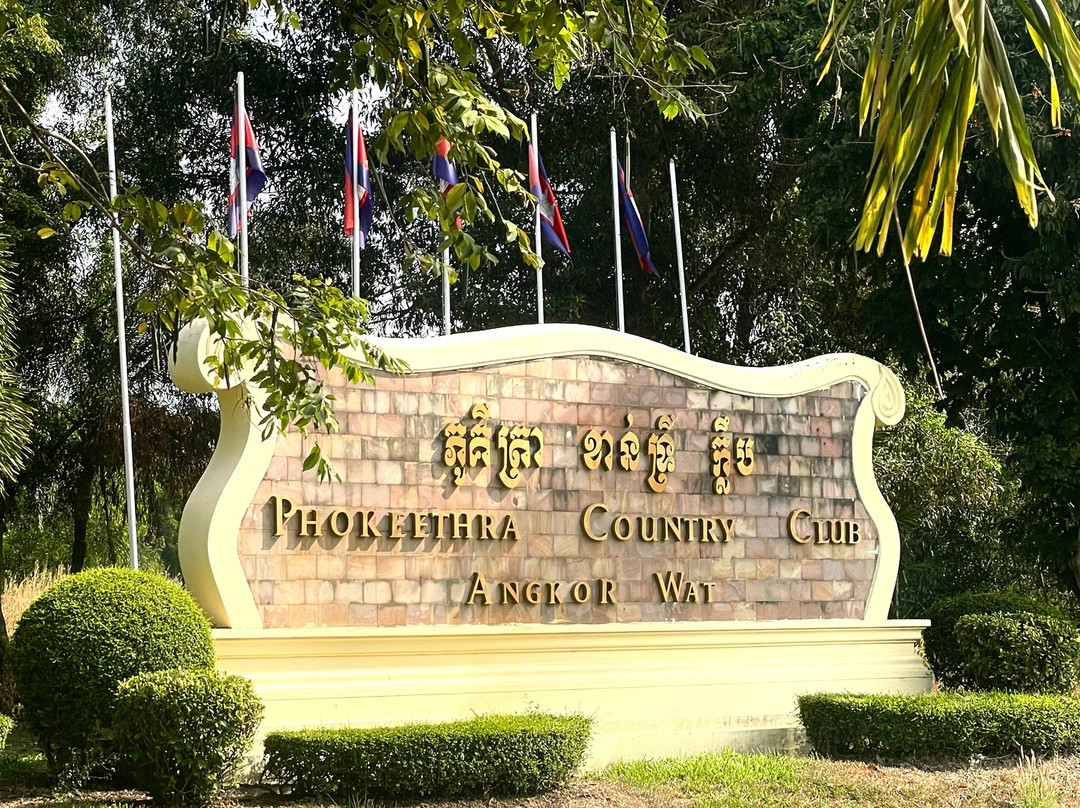 ភូគីត្រា ខាន់ទ្រី ក្លឹប
PHOKEETHRA COUNTRY CLUB
ANGKOR WAT